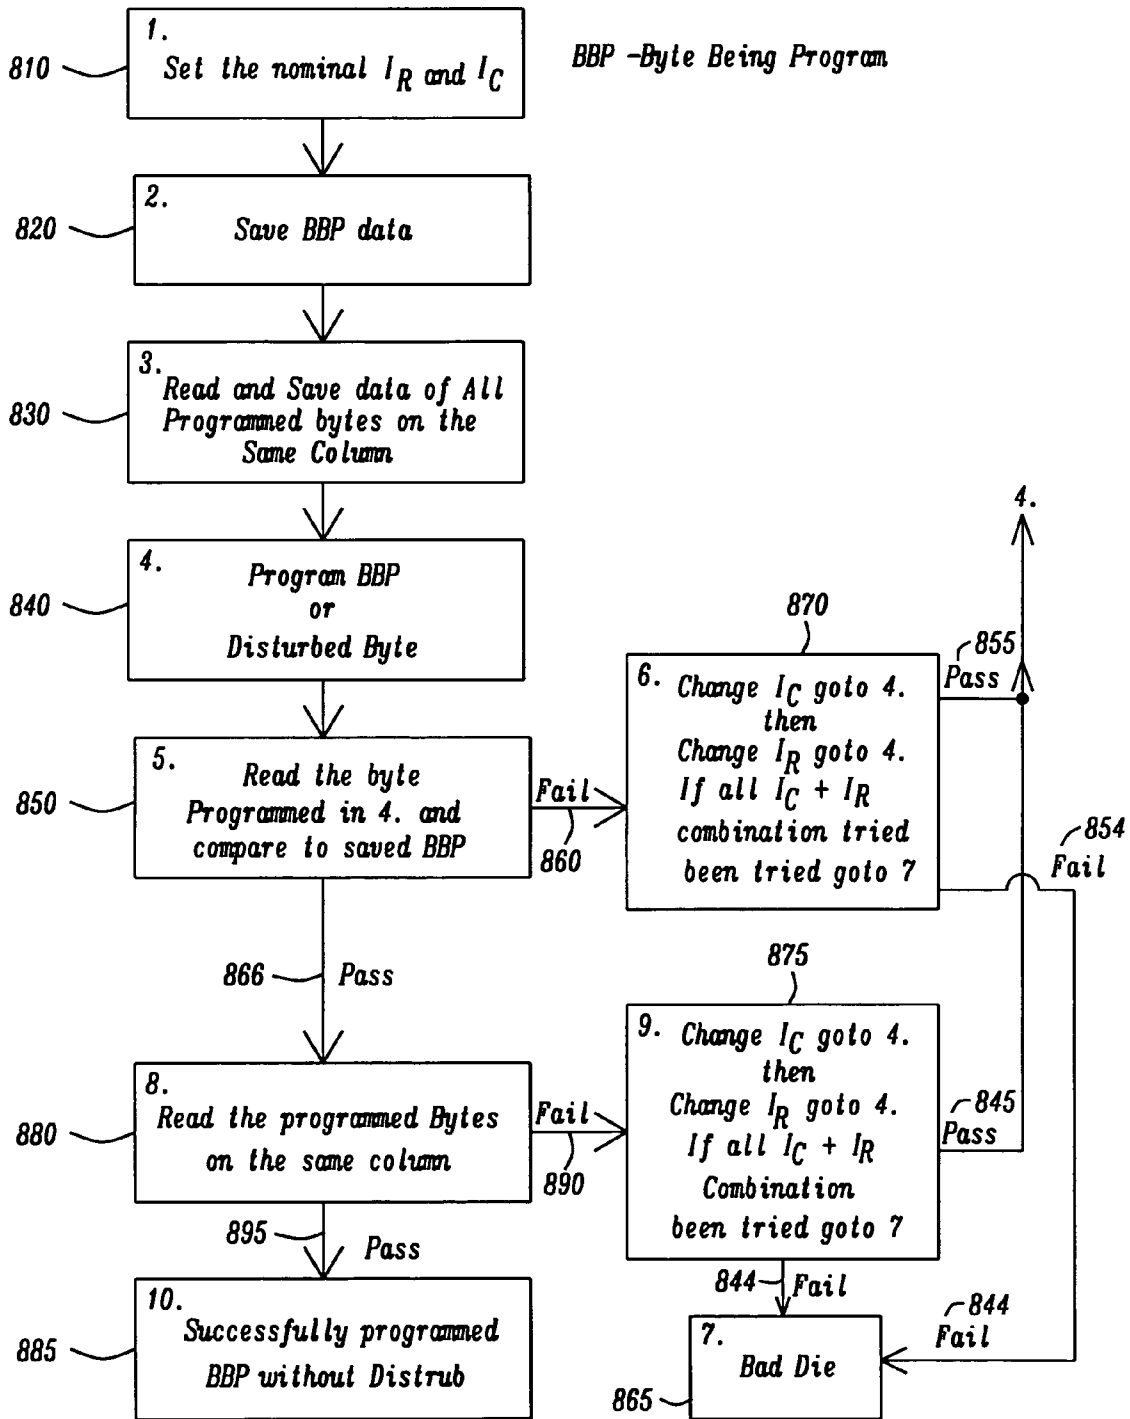 1.
810
Set the nominal I_R and I_C
BBP -Byte Being Program
2.
820
Save BBP data
3.
830
Read and Save data of All
Programmed bytes on the
Same Column
4.
4.
840
Program BBP
or
Disturbed Byte
870
855
Pass
6.
Change I_C goto 4.
then
Change I_R goto 4.
If all I_C + I_R
combination tried
been tried goto 7
854
Fail
5.
850
Read the byte
Programmed in 4. and
compare to saved BBP
Fail
860
866
Pass
875
9.
Change I_C goto 4.
then
Change I_R goto 4.
If all I_C + I_R
Combination
been tried goto 7
845
Pass
8.
880
Read the programmed Bytes
on the same column
Fail
890
895
Pass
844
Fail
844
Fail
10.
885
Successfully programmed
BBP without Distrub
7.
Bad Die
865